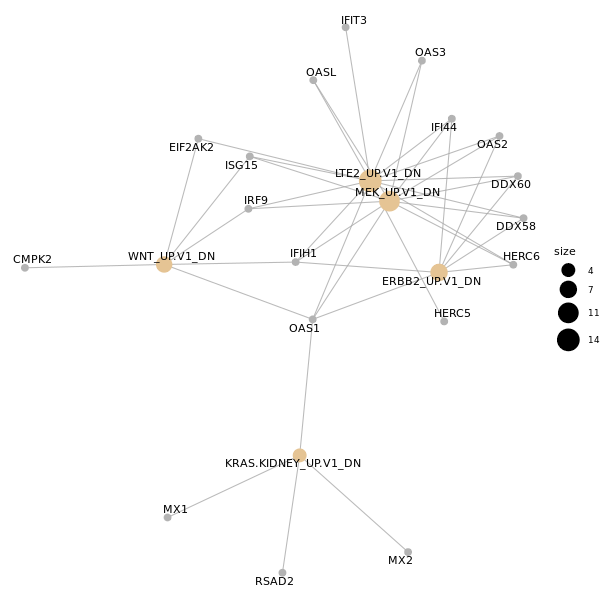 IFIT3
OAS3
OASL
IFI44
OAS2
EIF2AK2
ISG15
LTE2_UP.V1_DN
DDX60
MEK_UP.V1_DN
IRF9
DDX58
IFIH1
HERC6
WNT_UP.V1_DN
CMPK2
ERBB2_UP.V1_DN
size
4
7
11
14
HERC5
OAS1
KRAS.KIDNEY_UP.V1_DN
MX1
MX2
RSAD2